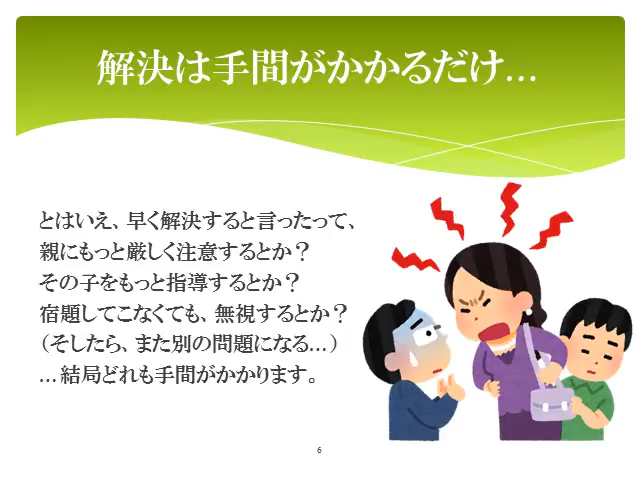 解決は手間がかかるだけ…
とはいえ、早く解決すると言ったって、
親にもっと厳しく注意するとか？
その子をもっと指導するとか？
宿題してこなくても、無視するとか？
（そしたら、また別の問題になる…）
…結局どれも手間がかかります。
6